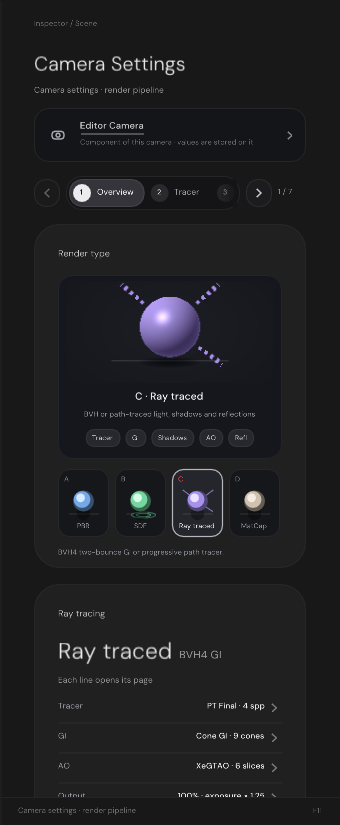 Inspector / Scene
Camera Settings
Camera settings · render pipeline
Editor Camera
Component of this camera · values are stored on it
1 Overview 2 Tracer 3 1 / 7
Render type
C · Ray traced
BVH or path-traced light, shadows and reflections
Tracer GI Shadows AO Refl
A B C D
PBR SDF Ray traced MatCap
BVH4 two-bounce GI or progressive path tracer
Ray tracing
Ray traced BVH4 GI
Each line opens its page
Tracer PT Final · 4 spp
GI Cone GI · 9 cones
AO XeGTAO · 6 slices
Output 100% · exposure × 1.25
Camera settings · render pipeline